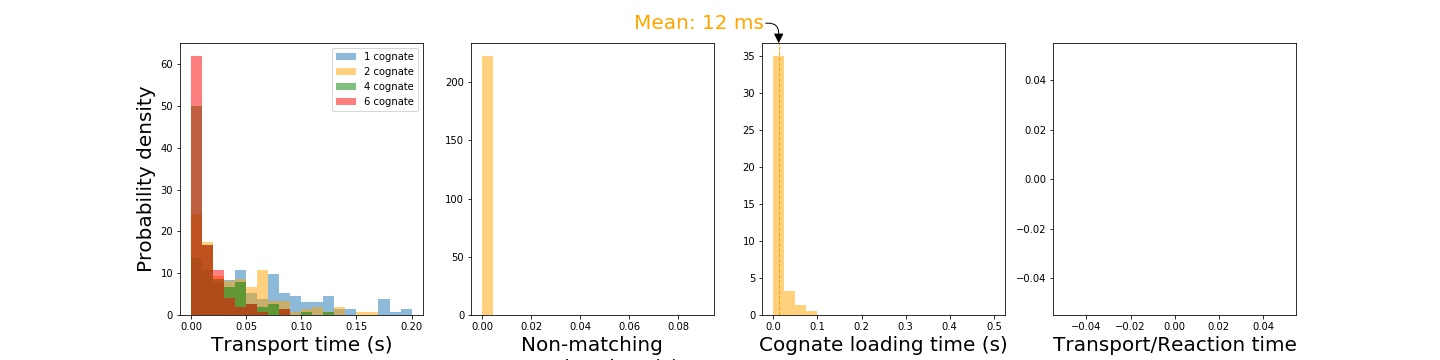 Mean: 12 ms
Probability density
60
50
40
30
20
10
0
0.00 0.05 0.10 0.15 0.20
Transport time (s)
1 cognate
2 cognate
4 cognate
6 cognate
200
150
100
50
0
0.00 0.02 0.04 0.06 0.08
Non-matching
35
30
25
20
15
10
5
0
0.0 0.1 0.2 0.3 0.4 0.5
Cognate loading time (s)
0.04
0.02
0.00
−0.02
−0.04
−0.04 −0.02 0.00 0.02 0.04
Transport/Reaction time